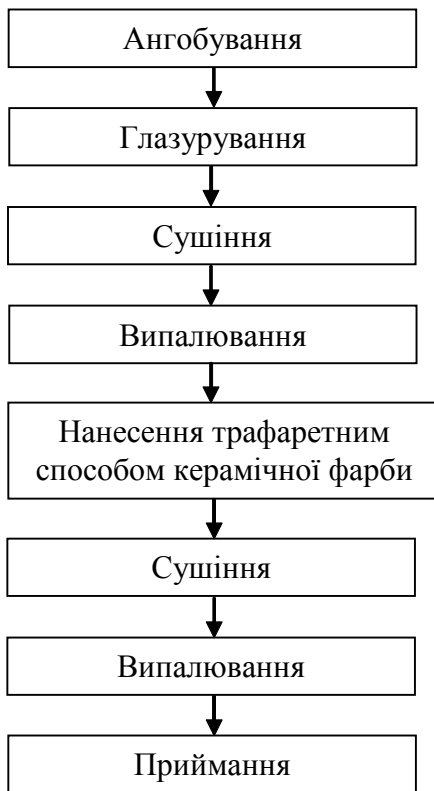 Ангобування
Глазурування
Сушіння
Випалювання
Нанесення трафаретним
способом керамічної фарби
Сушіння
Випалювання
Приймання